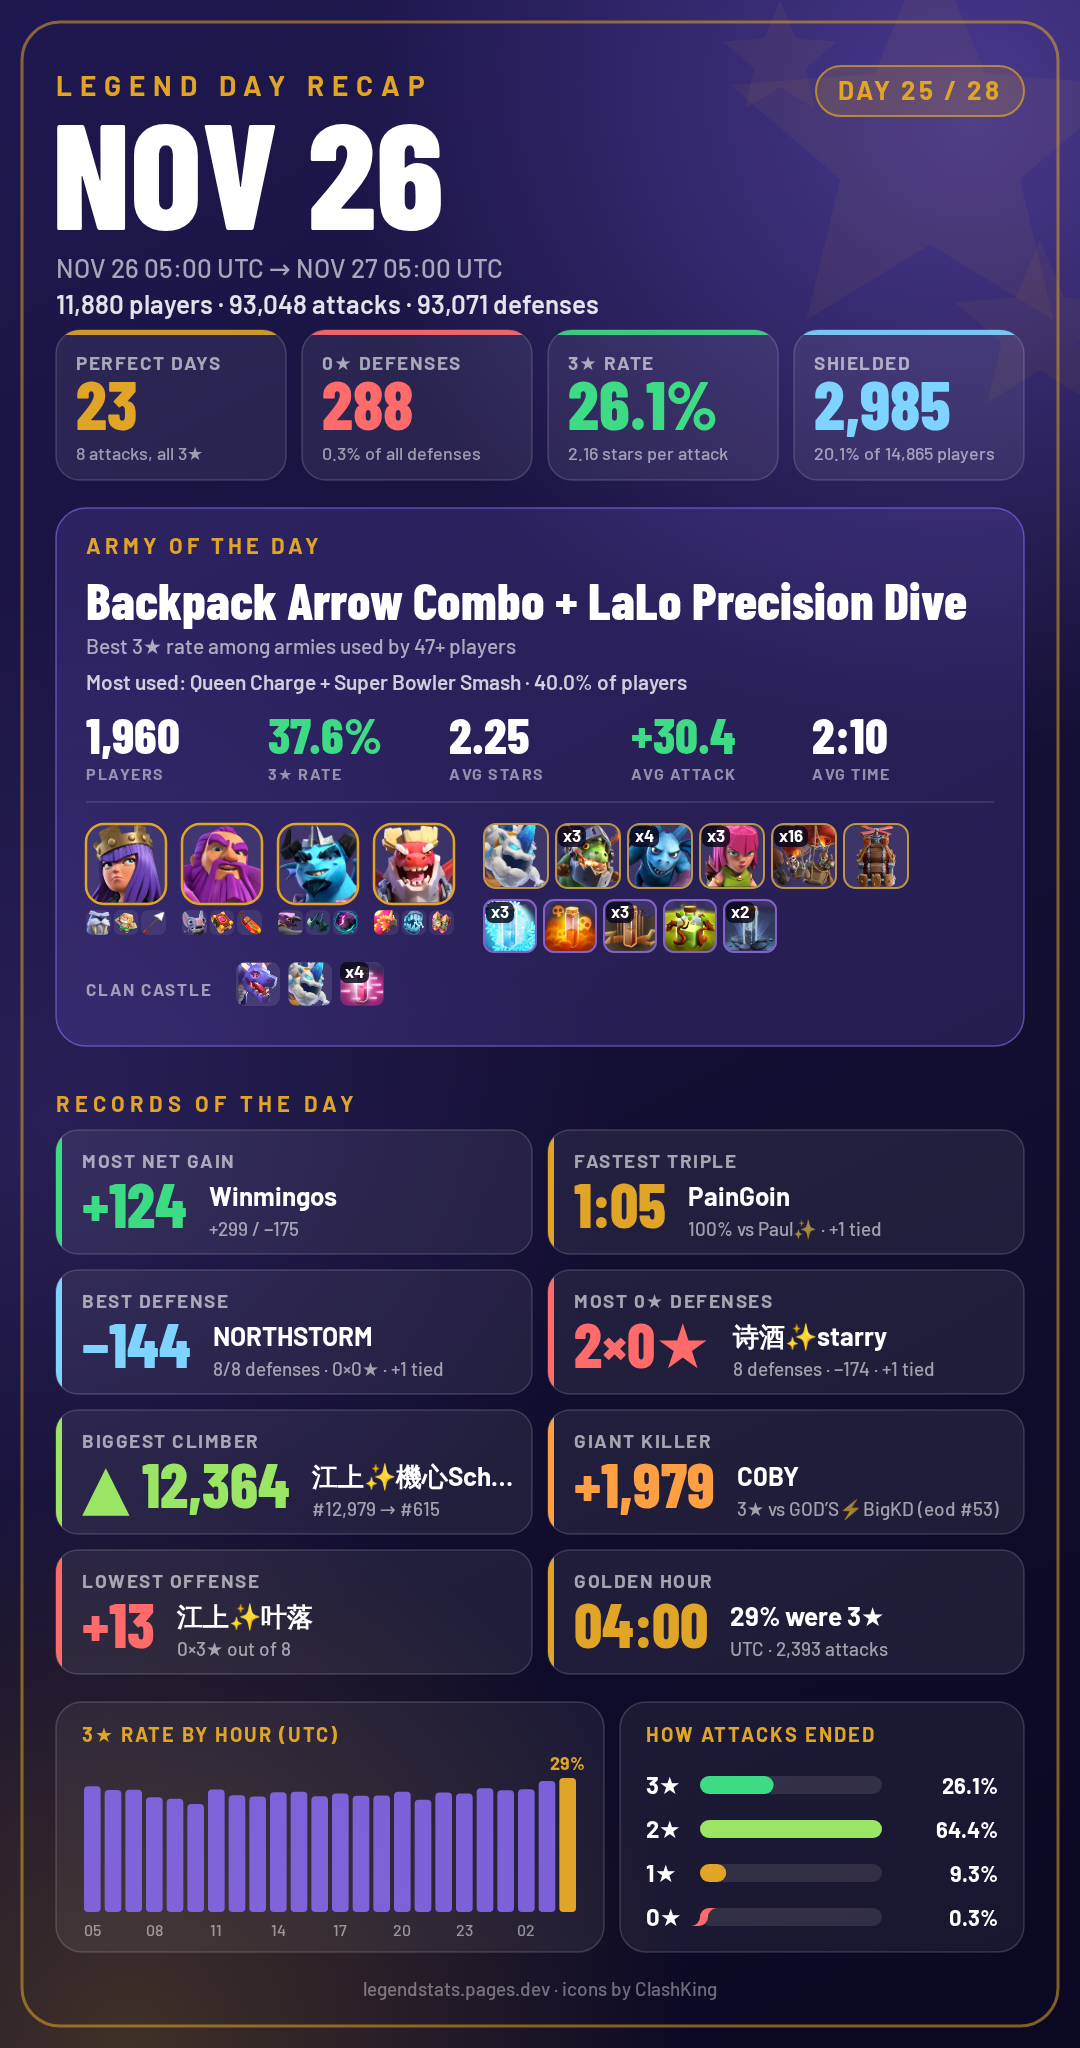 LEGEND DAY RECAP
DAY 25 / 28
NOV 26
NOV 26 05:00 UTC → NOV 27 05:00 UTC
11,880 players · 93,048 attacks · 93,071 defenses
PERFECT DAYS
23
8 attacks, all 3★
0★ DEFENSES
288
0.3% of all defenses
3★ RATE
26.1%
2.16 stars per attack
SHIELDED
2,985
20.1% of 14,865 players
ARMY OF THE DAY
Backpack Arrow Combo + LaLo Precision Dive
Best 3★ rate among armies used by 47+ players
Most used: Queen Charge + Super Bowler Smash · 40.0% of players
1,960
PLAYERS
37.6%
3★ RATE
2.25
AVG STARS
+30.4
AVG ATTACK
2:10
AVG TIME
x3 x4 x3 x16
x3 x3 x2
CLAN CASTLE x4
RECORDS OF THE DAY
MOST NET GAIN
+124 Winmingos
+299 / −175
FASTEST TRIPLE
1:05 PainGoin
100% vs Paul✨ · +1 tied
BEST DEFENSE
−144 NORTHSTORM
8/8 defenses · 0×0★ · +1 tied
MOST 0★ DEFENSES
2×0★ 诗酒✨starry
8 defenses · −174 · +1 tied
BIGGEST CLIMBER
▲ 12,364 江上✨機心Sch...
#12,979 → #615
GIANT KILLER
+1,979 COBY
3★ vs GOD'S⚡BigKD (eod #53)
LOWEST OFFENSE
+13 江上✨叶落
0×3★ out of 8
GOLDEN HOUR
04:00 29% were 3★
UTC · 2,393 attacks
3★ RATE BY HOUR (UTC)
29%
05 08 11 14 17 20 23 02
HOW ATTACKS ENDED
3★ 26.1%
2★ 64.4%
1★ 9.3%
0★ 0.3%
legendstats.pages.dev · icons by ClashKing